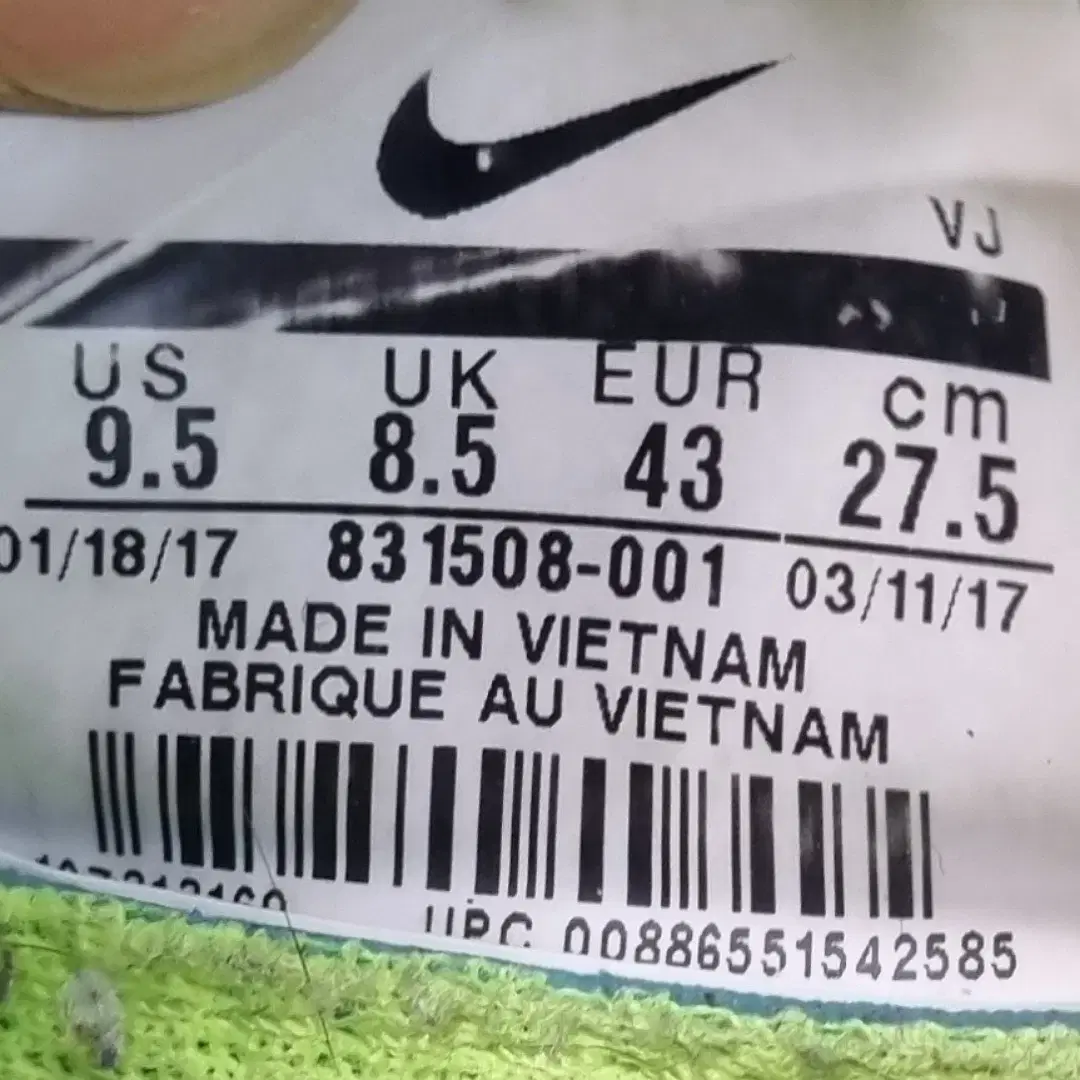 VJ
US UK EUR cm
9.5 8.5 43 27.5
01/18/17 831508-001 03/11/17
MADE IN VIETNAM
FABRIQUE AU VIETNAM
UPC 00886551542585